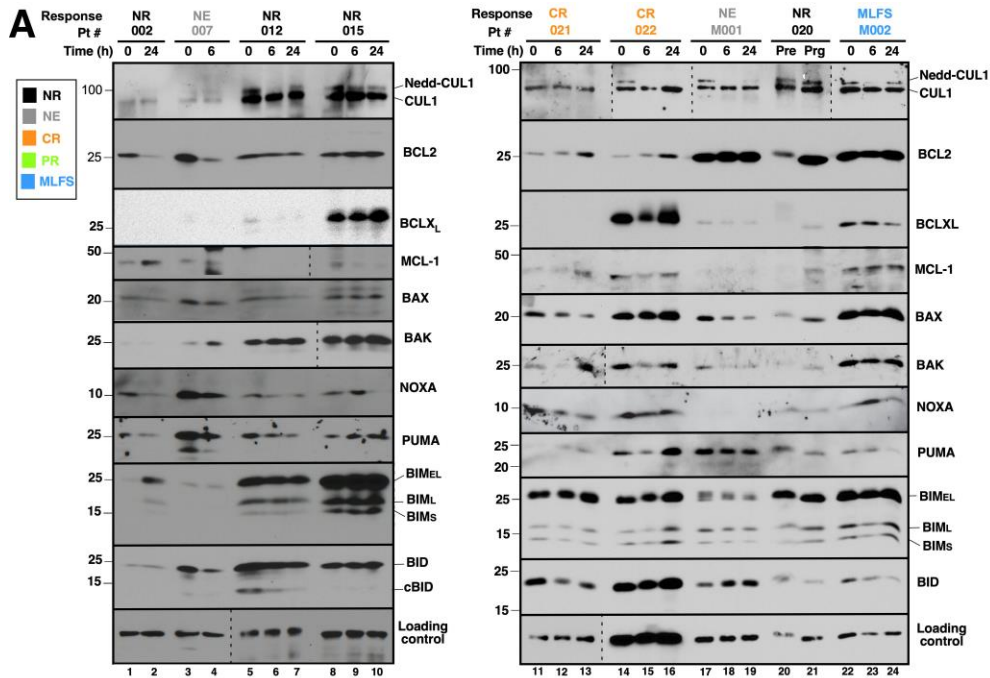 A
Response NR NE NR NR
Pt # 002 007 012 015
Time (h) 0 24 0 6 0 6 24 0 6 24
NR
NE
CR
PR
MLFS
100
Nedd-CUL1
CUL1
25
BCL2
25
BCLXL
50
MCL-1
20
BAX
25
BAK
10
NOXA
25
PUMA
25
15
BIMEL
BIML
BIMS
25
15
BID
cBID
Loading control
1 2 3 4 5 6 7 8 9 10
Response CR CR NE NR MLFS
Pt # 021 022 M001 020 M002
Time (h) 0 6 24 0 6 24 0 6 24 Pre Prg 0 6 24
100
Nedd-CUL1
CUL1
25
BCL2
25
BCLXL
50
MCL-1
20
BAX
25
BAK
10
NOXA
25
20
PUMA
25
15
BIMEL
BIML
BIMS
25
15
BID
Loading control
11 12 13 14 15 16 17 18 19 20 21 22 23 24